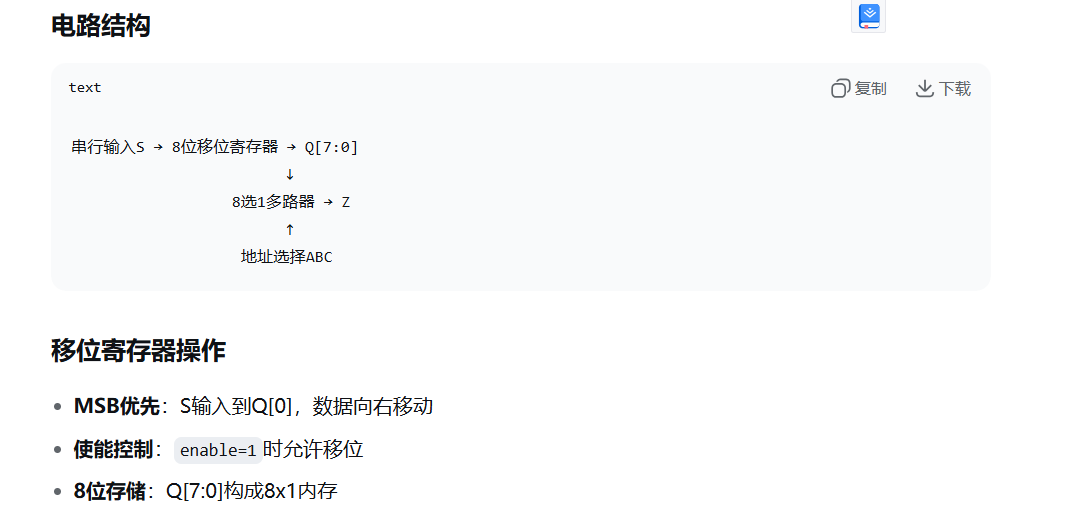 电路结构
text
复制
下载
串行输入S → 8位移位寄存器 → Q[7:0]
↓
8选1多路器 → Z
↑
地址选择ABC
移位寄存器操作
• MSB优先：S输入到Q[0]，数据向右移动
• 使能控制：enable=1时允许移位
• 8位存储：Q[7:0]构成8x1内存